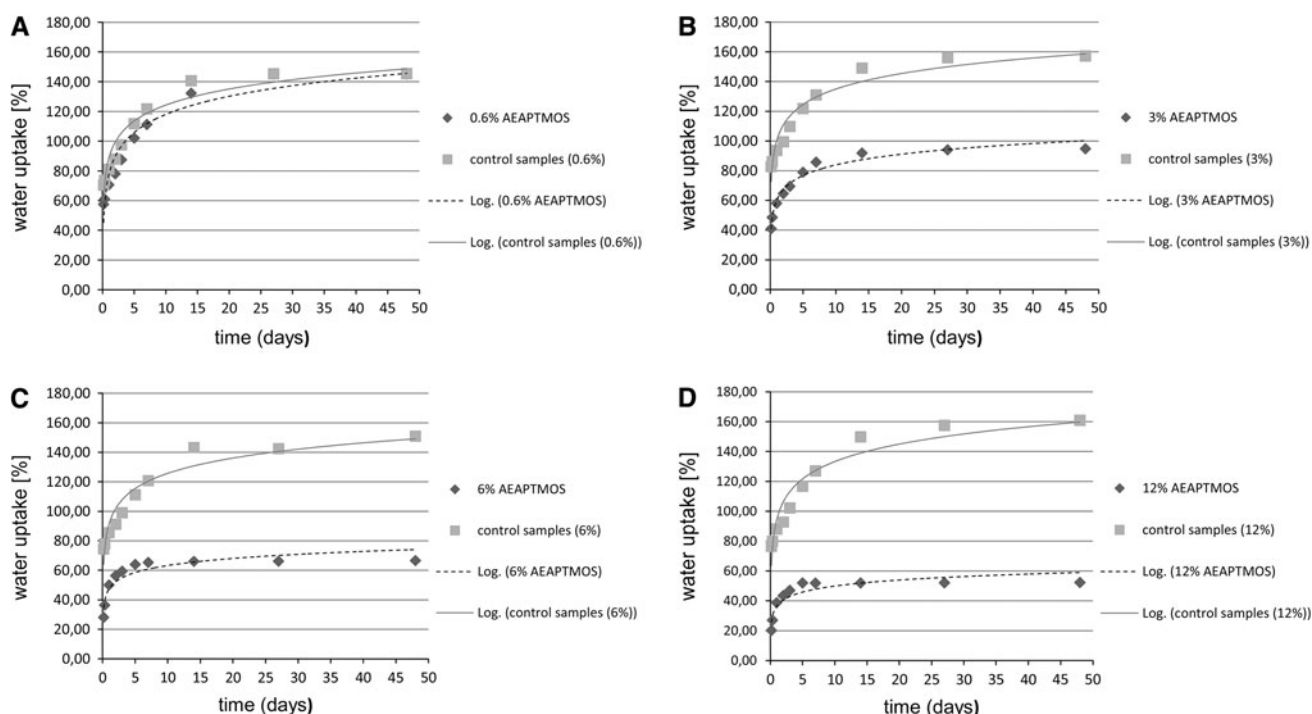 A
water uptake [%]
180,00
160,00
140,00
120,00
100,00
80,00
60,00
40,00
20,00
0,00
0 5 10 15 20 25 30 35 40 45 50
time (days)
0.6% AEAPTMOS
control samples (0.6%)
Log. (0.6% AEAPTMOS)
Log. (control samples (0.6%))
B
water uptake [%]
180,00
160,00
140,00
120,00
100,00
80,00
60,00
40,00
20,00
0,00
0 5 10 15 20 25 30 35 40 45 50
time (days)
3% AEAPTMOS
control samples (3%)
Log. (3% AEAPTMOS)
Log. (control samples (3%))
C
water uptake [%]
180,00
160,00
140,00
120,00
100,00
80,00
60,00
40,00
20,00
0,00
0 5 10 15 20 25 30 35 40 45 50
time (days)
6% AEAPTMOS
control samples (6%)
Log. (6% AEAPTMOS)
Log. (control samples (6%))
D
water uptake [%]
180,00
160,00
140,00
120,00
100,00
80,00
60,00
40,00
20,00
0,00
0 5 10 15 20 25 30 35 40 45 50
time (days)
12% AEAPTMOS
control samples (12%)
Log. (12% AEAPTMOS)
Log. (control samples (12%))